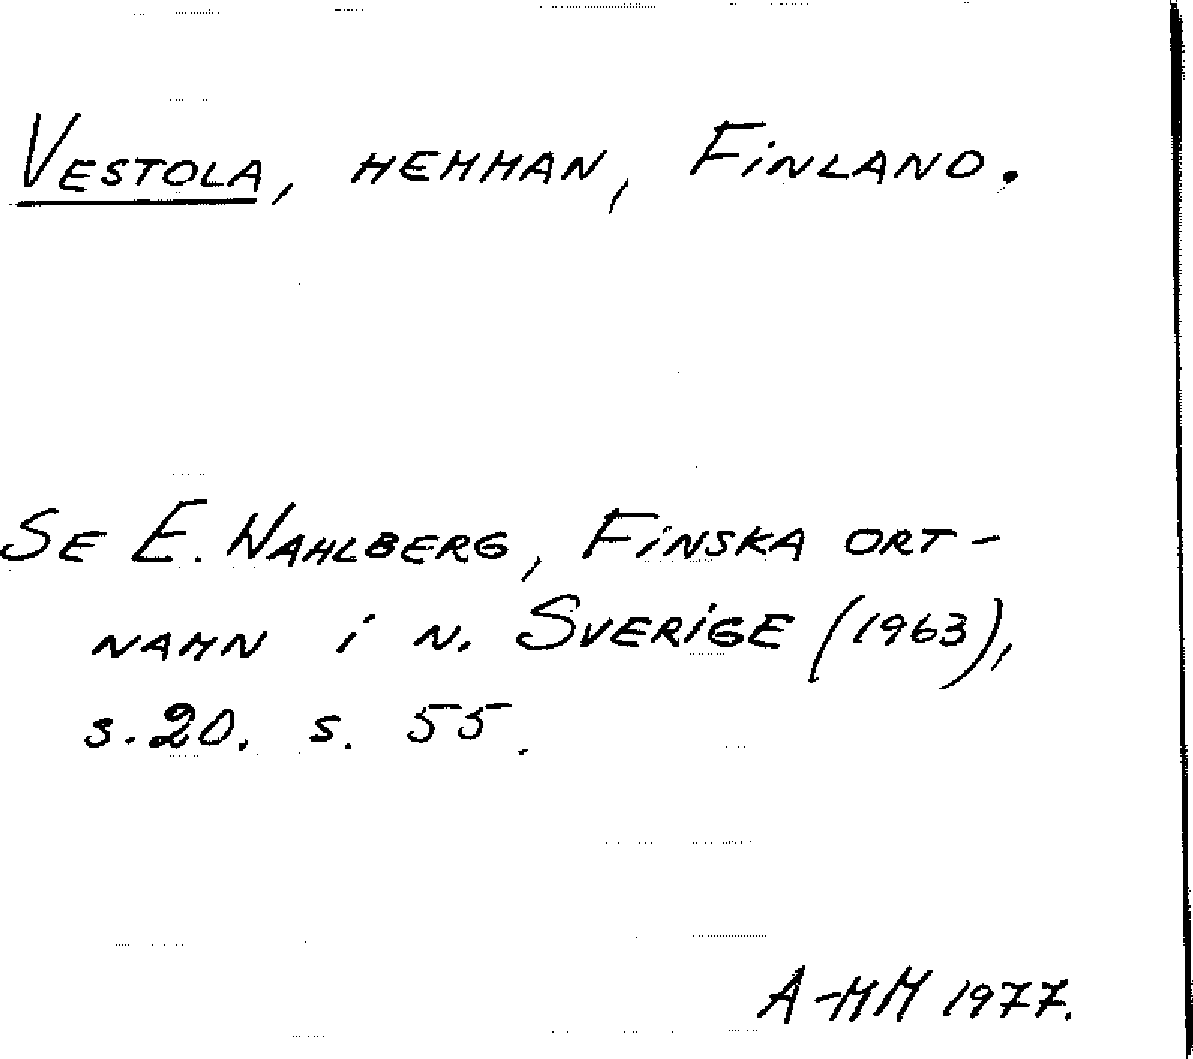 VESTOLA, HEMMAN, FINLAND.
SE E. WAHLBERG, FINSKA ORT-
NAMN i N. SVERIGE (1963),
s. 20. s. 55.
A-MM 1977.